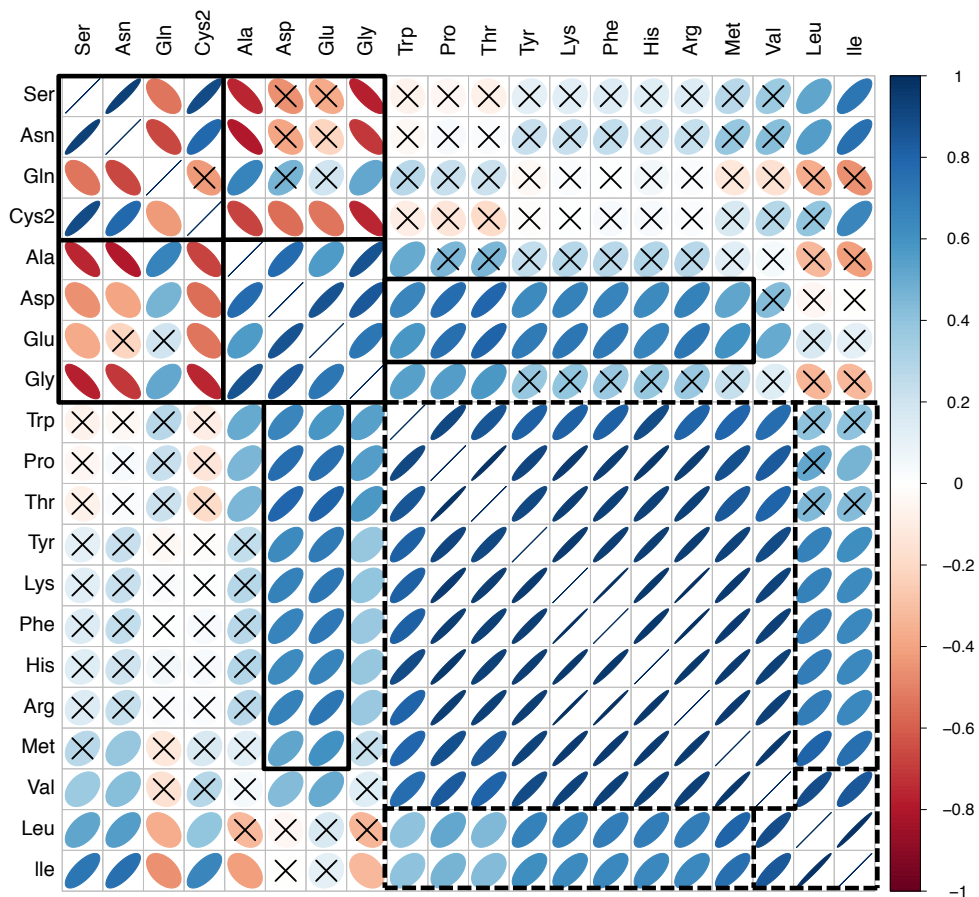 Ser Asn Gln Cys2 Ala Asp Glu Gly Trp Pro Thr Tyr Lys Phe His Arg Met Val Leu Ile
Ser
Asn
Gln
Cys2
Ala
Asp
Glu
Gly
Trp
Pro
Thr
Tyr
Lys
Phe
His
Arg
Met
Val
Leu
Ile
1
0.8
0.6
0.4
0.2
0
−0.2
−0.4
−0.6
−0.8
−1